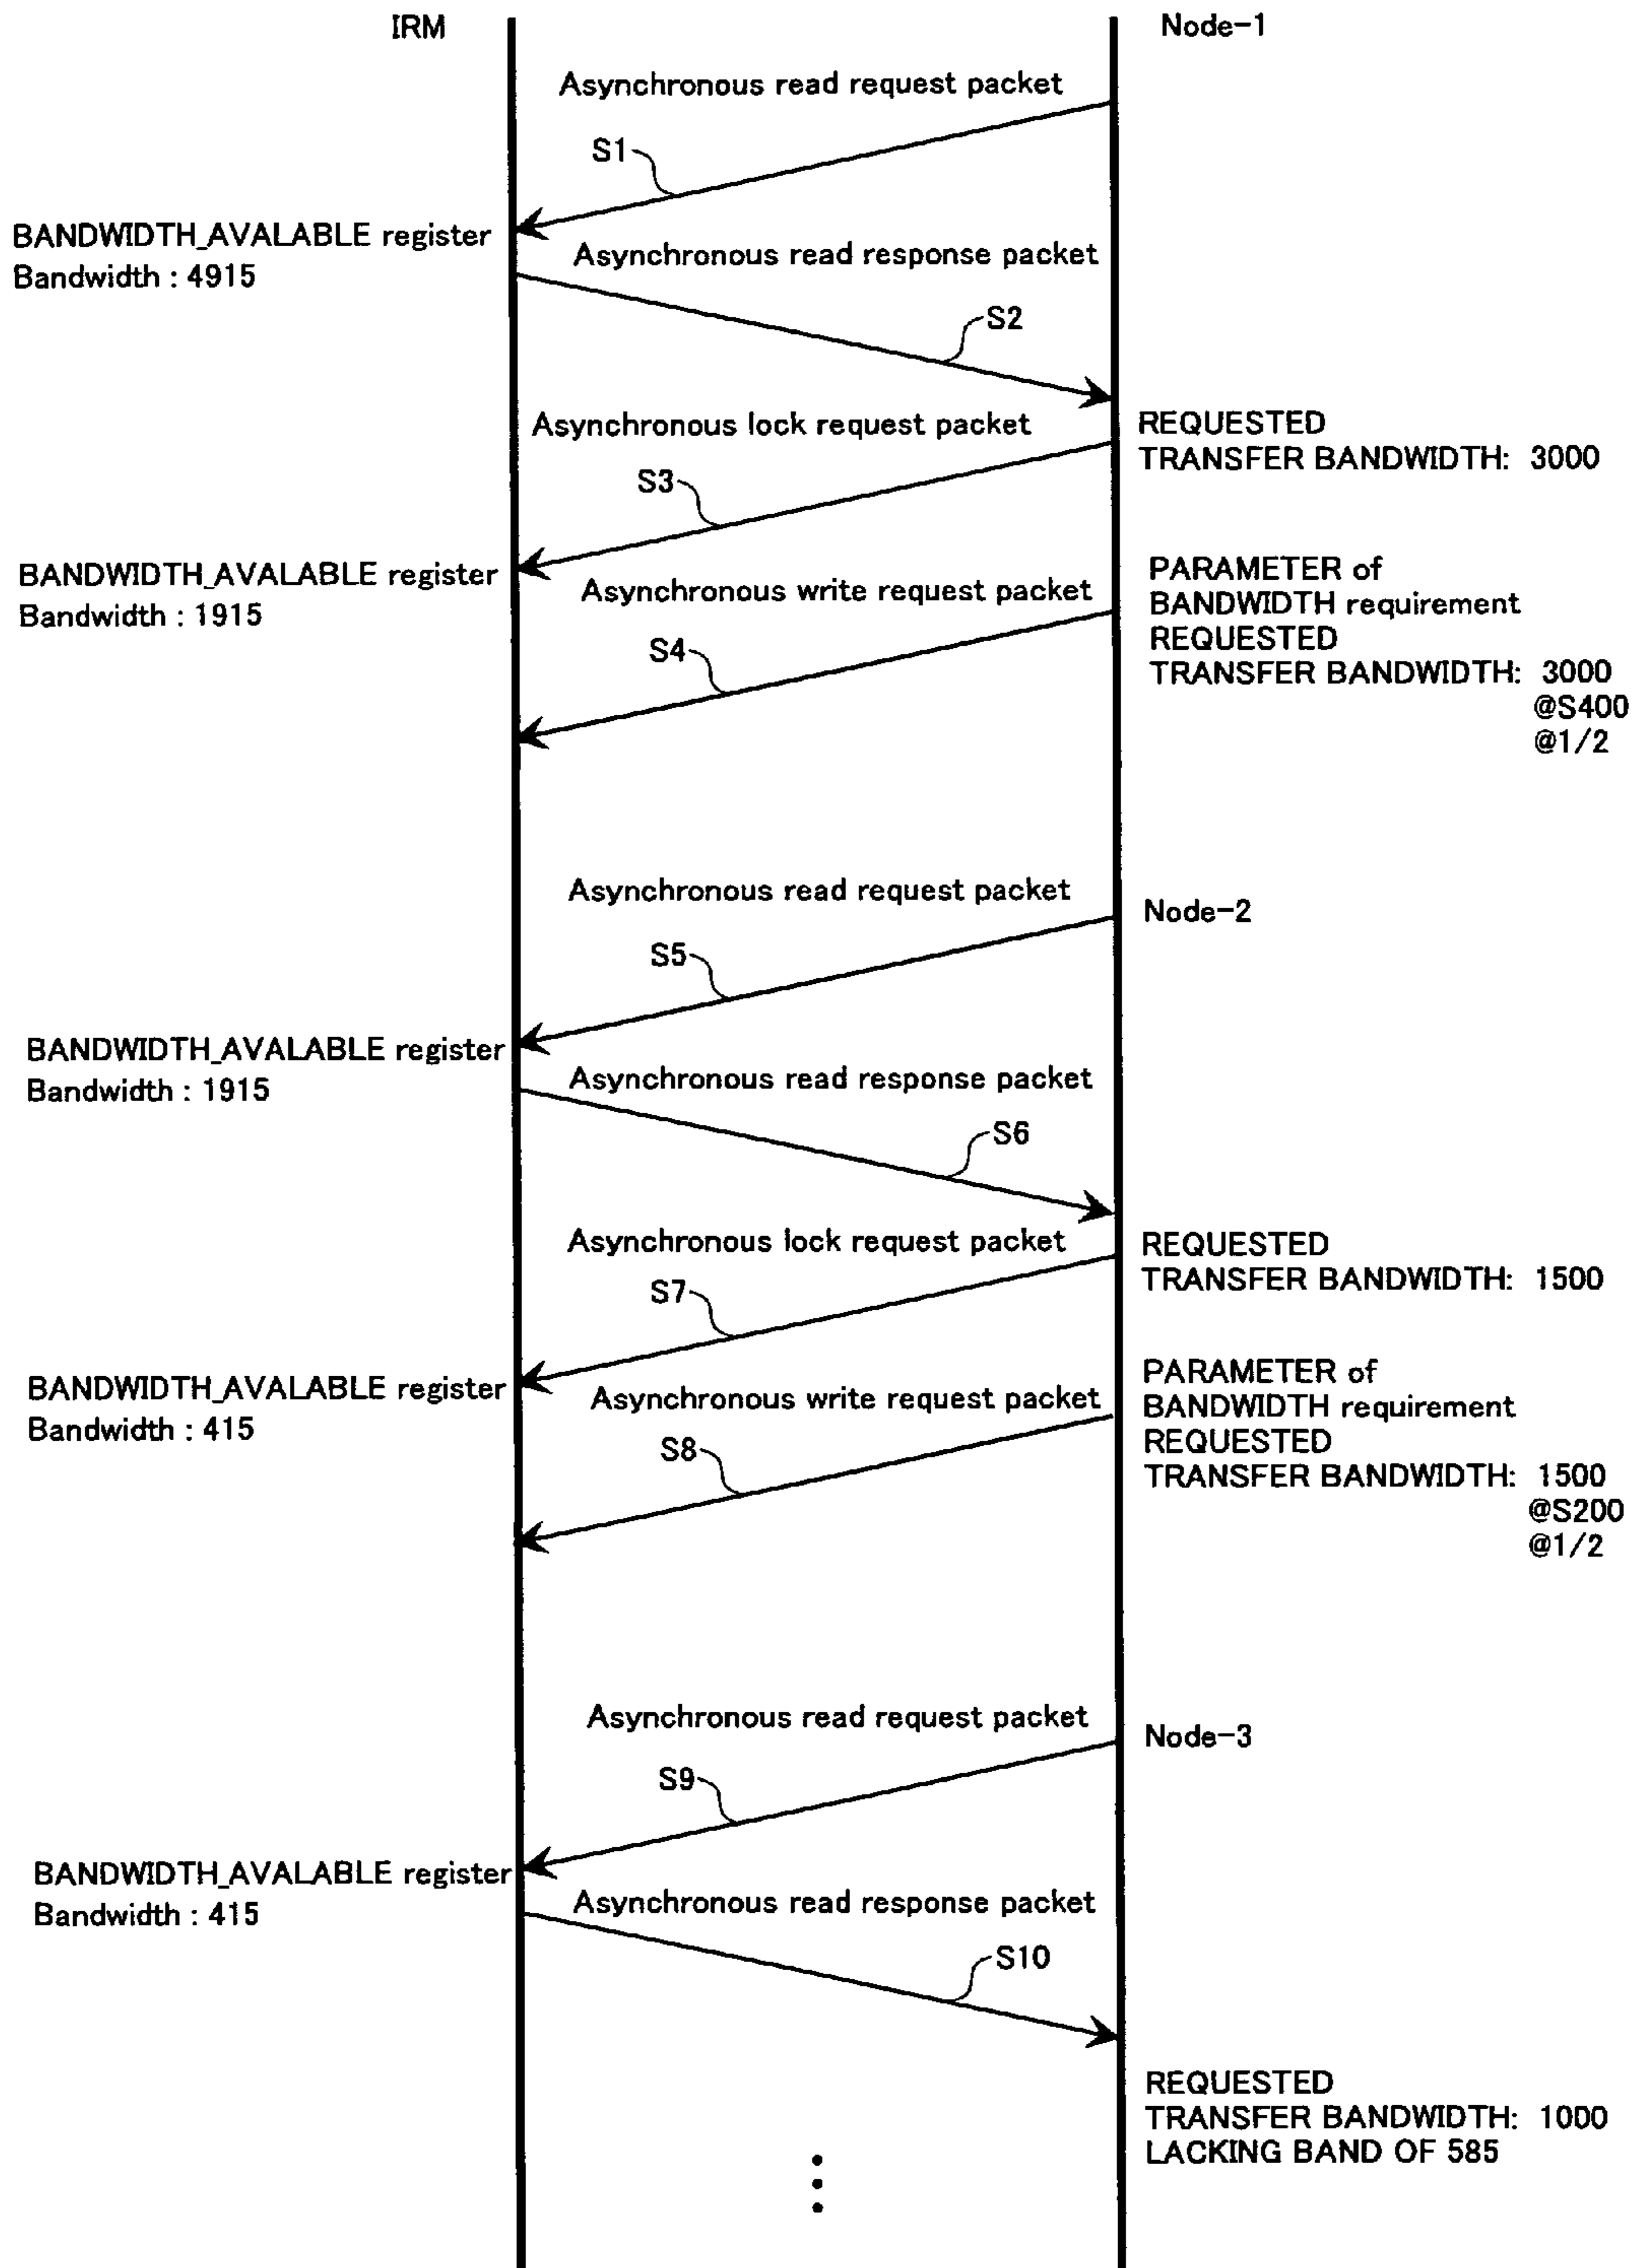 IRM
Node-1
Asynchronous read request packet
S1
BANDWIDTH_AVALABLE register
Bandwidth : 4915
Asynchronous read response packet
S2
Asynchronous lock request packet
REQUESTED
TRANSFER BANDWIDTH: 3000
S3
BANDWIDTH_AVALABLE register
Bandwidth : 1915
Asynchronous write request packet
PARAMETER of
BANDWIDTH requirement
REQUESTED
TRANSFER BANDWIDTH: 3000
@S400
@1/2
S4
Asynchronous read request packet
Node-2
S5
BANDWIDTH_AVALABLE register
Bandwidth : 1915
Asynchronous read response packet
S6
Asynchronous lock request packet
REQUESTED
TRANSFER BANDWIDTH: 1500
S7
BANDWIDTH_AVALABLE register
Bandwidth : 415
Asynchronous write request packet
PARAMETER of
BANDWIDTH requirement
REQUESTED
TRANSFER BANDWIDTH: 1500
@S200
@1/2
S8
Asynchronous read request packet
Node-3
S9
BANDWIDTH_AVALABLE register
Bandwidth : 415
Asynchronous read response packet
S10
REQUESTED
TRANSFER BANDWIDTH: 1000
LACKING BAND OF 585